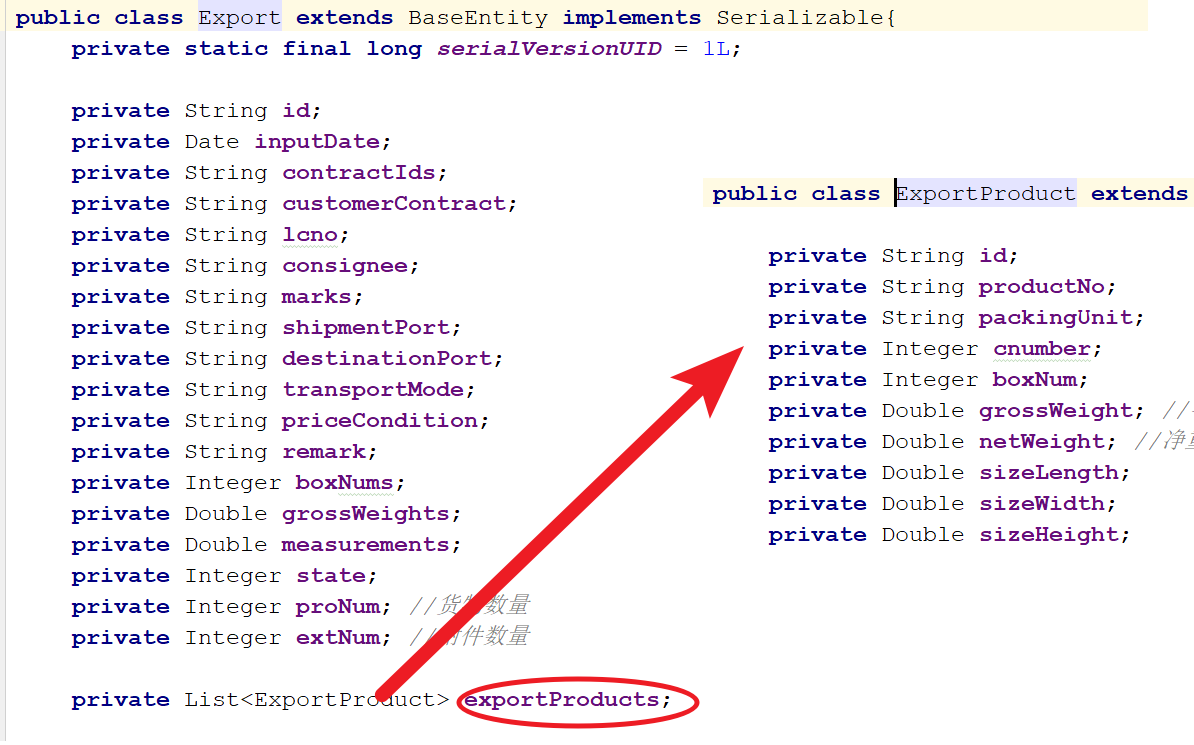 public class Export extends BaseEntity implements Serializable{
private static final long serialVersionUID = 1L;
private String id;
private Date inputDate;
private String contractIds;
private String customerContract;
private String lcno;
private String consignee;
private String marks;
private String shipmentPort;
private String destinationPort;
private String transportMode;
private String priceCondition;
private String remark;
private Integer boxNums;
private Double grossWeights;
private Double measurements;
private Integer state;
private Integer proNum; //货物数量
private Integer extNum; //附件数量
private List<ExportProduct> exportProducts;
public class ExportProduct extends
private String id;
private String productNo;
private String packingUnit;
private Integer cnumber;
private Integer boxNum;
private Double grossWeight; //
private Double netWeight; //净重
private Double sizeLength;
private Double sizeWidth;
private Double sizeHeight;